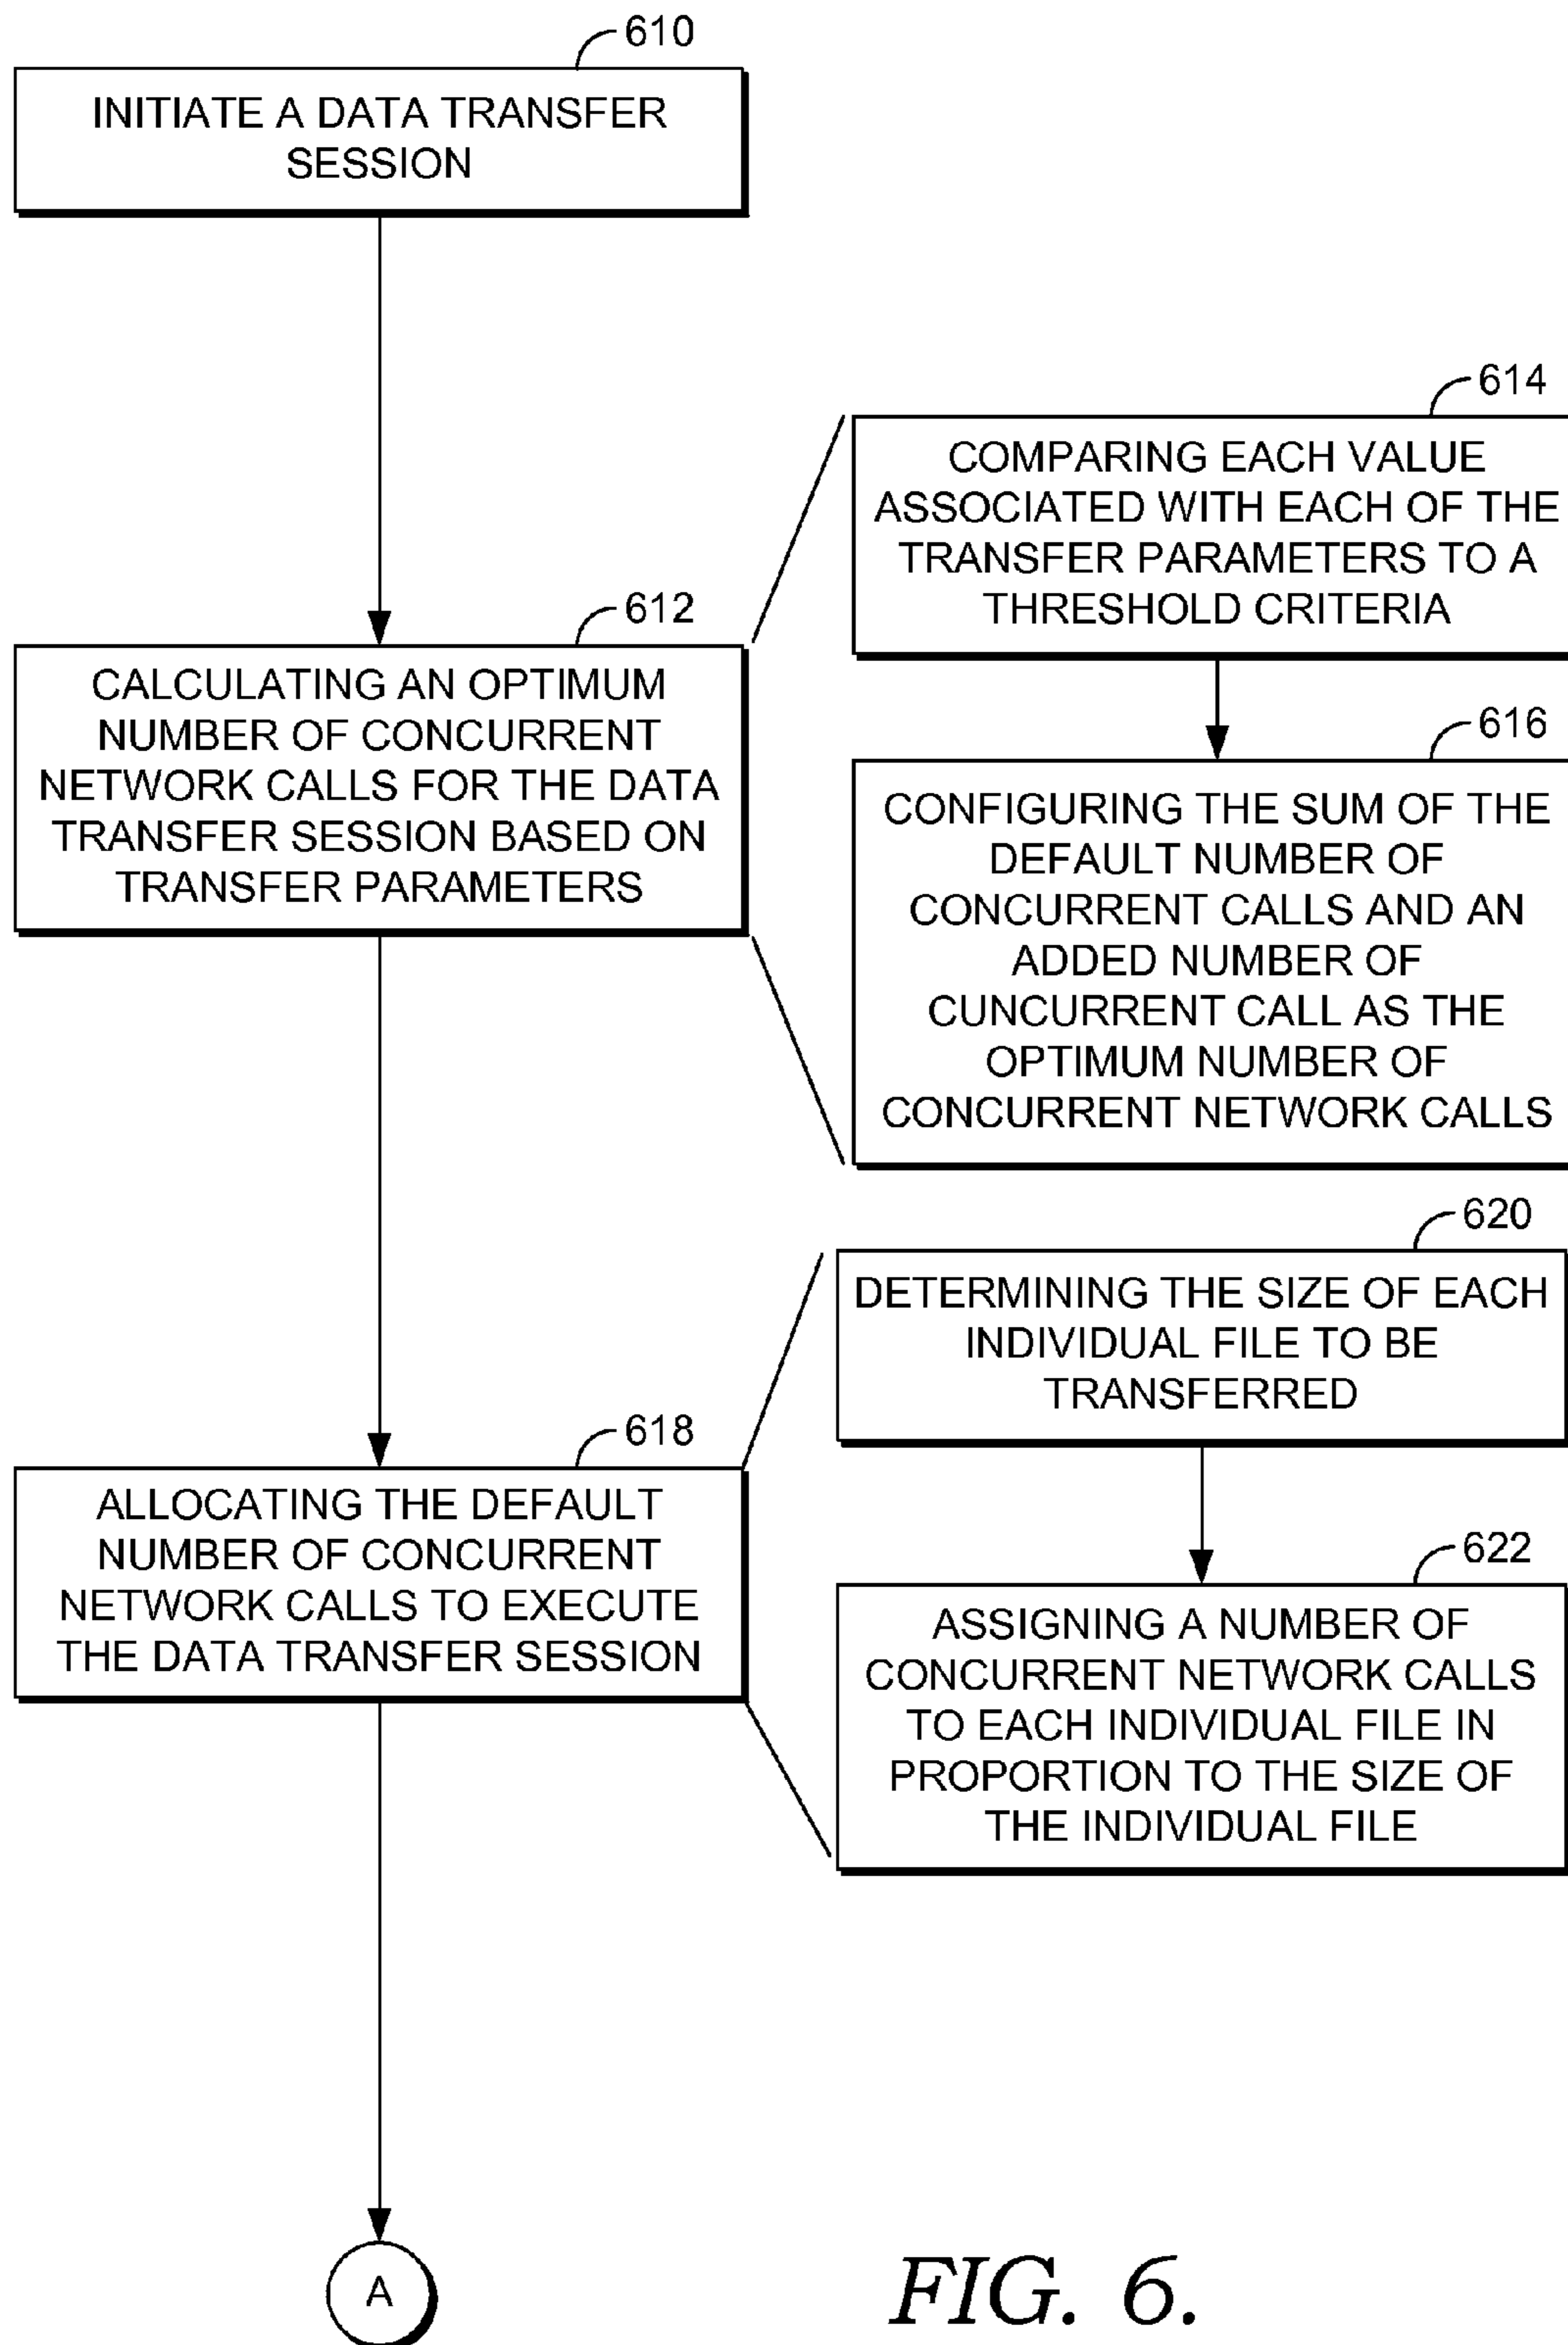 610
INITIATE A DATA TRANSFER
SESSION
614
COMPARING EACH VALUE
ASSOCIATED WITH EACH OF THE
TRANSFER PARAMETERS TO A
THRESHOLD CRITERIA
612
CALCULATING AN OPTIMUM
NUMBER OF CONCURRENT
NETWORK CALLS FOR THE DATA
TRANSFER SESSION BASED ON
TRANSFER PARAMETERS
616
CONFIGURING THE SUM OF THE
DEFAULT NUMBER OF
CONCURRENT CALLS AND AN
ADDED NUMBER OF
CUNCURRENT CALL AS THE
OPTIMUM NUMBER OF
CONCURRENT NETWORK CALLS
620
DETERMINING THE SIZE OF EACH
INDIVIDUAL FILE TO BE
TRANSFERRED
618
ALLOCATING THE DEFAULT
NUMBER OF CONCURRENT
NETWORK CALLS TO EXECUTE
THE DATA TRANSFER SESSION
622
ASSIGNING A NUMBER OF
CONCURRENT NETWORK CALLS
TO EACH INDIVIDUAL FILE IN
PROPORTION TO THE SIZE OF
THE INDIVIDUAL FILE
A
FIG. 6.